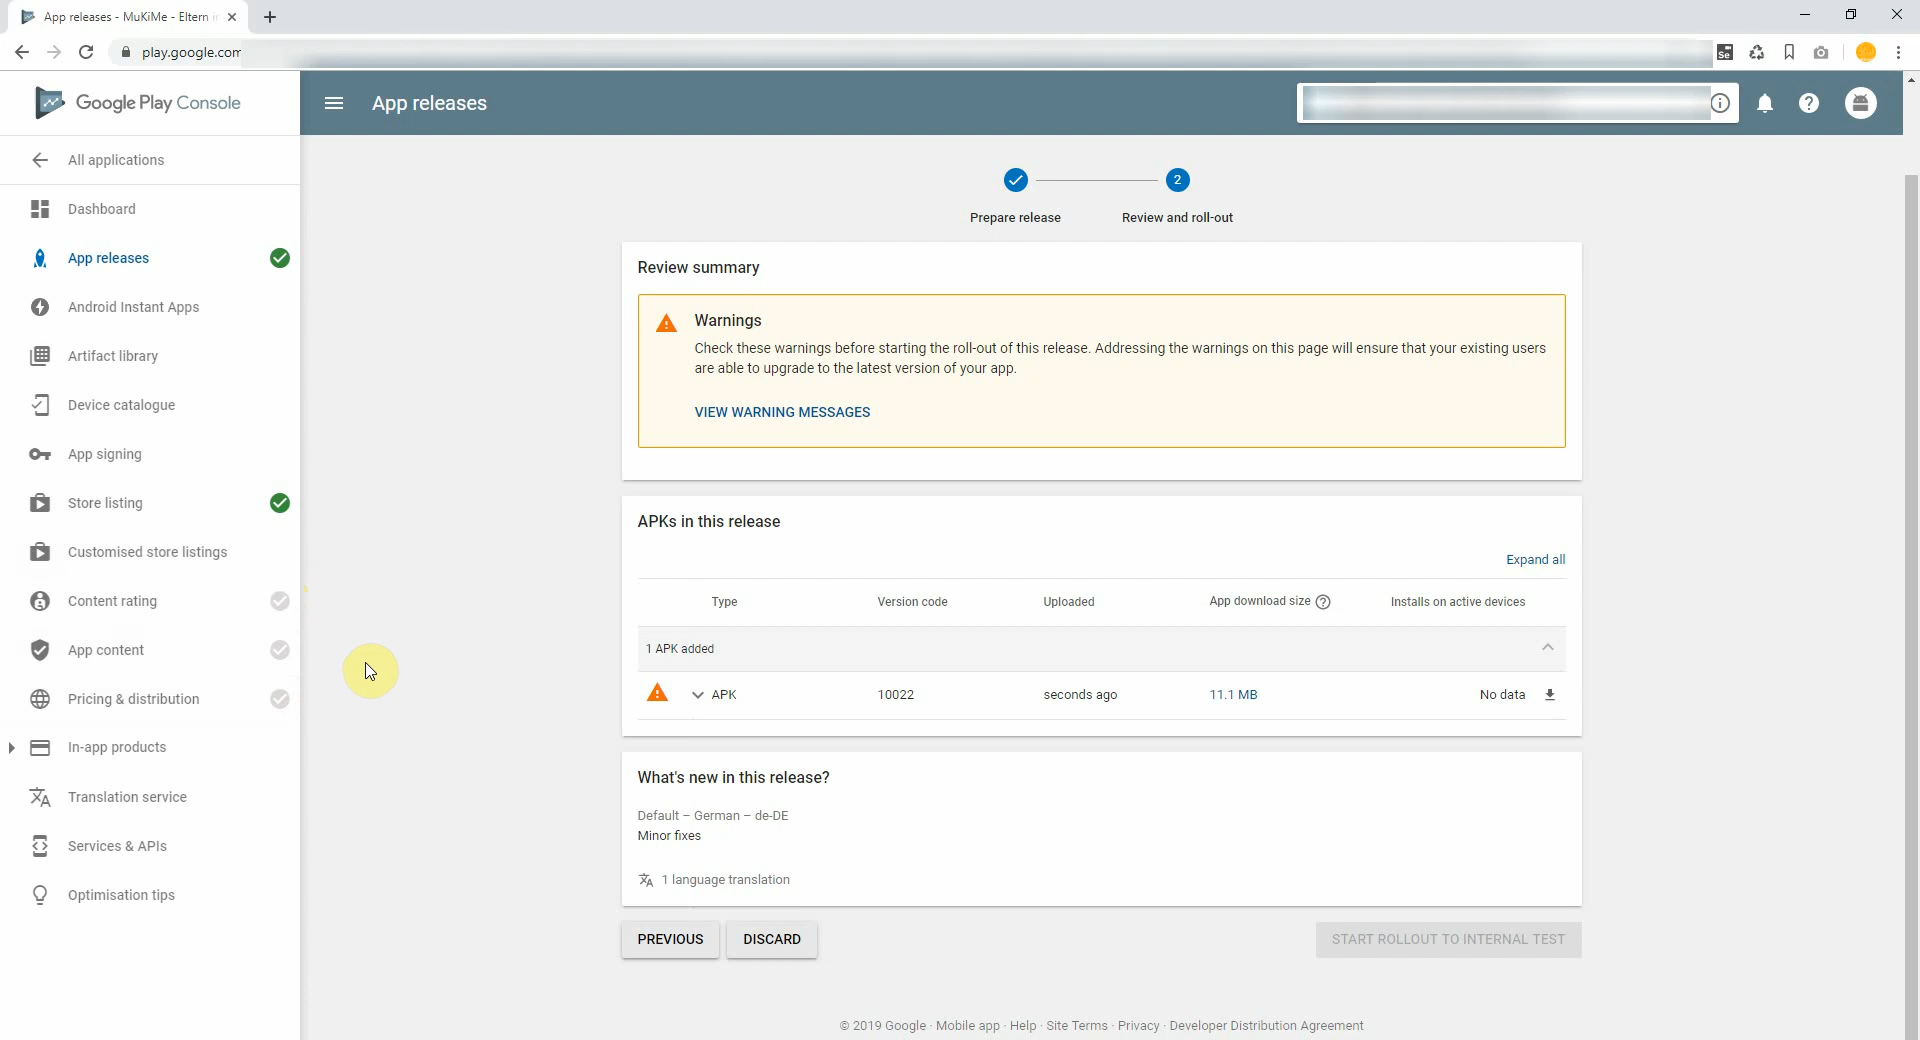 App releases - MuKiMe - Eltern
play.google.com
Google Play Console
App releases
All applications
Dashboard
App releases
Android Instant Apps
Artifact library
Device catalogue
App signing
Store listing
Customised store listings
Content rating
App content
Pricing & distribution
In-app products
Translation service
Services & APIs
Optimisation tips
2
Prepare release
Review and roll-out
Review summary
Warnings
Check these warnings before starting the roll-out of this release. Addressing the warnings on this page will ensure that your existing users
are able to upgrade to the latest version of your app.
VIEW WARNING MESSAGES
APKs in this release
Expand all
Type Version code Uploaded App download size Installs on active devices
1 APK added
APK 10022 seconds ago 11.1 MB No data
What's new in this release?
Default – German – de-DE
Minor fixes
1 language translation
PREVIOUS DISCARD START ROLLOUT TO INTERNAL TEST
© 2019 Google · Mobile app · Help · Site Terms · Privacy · Developer Distribution Agreement